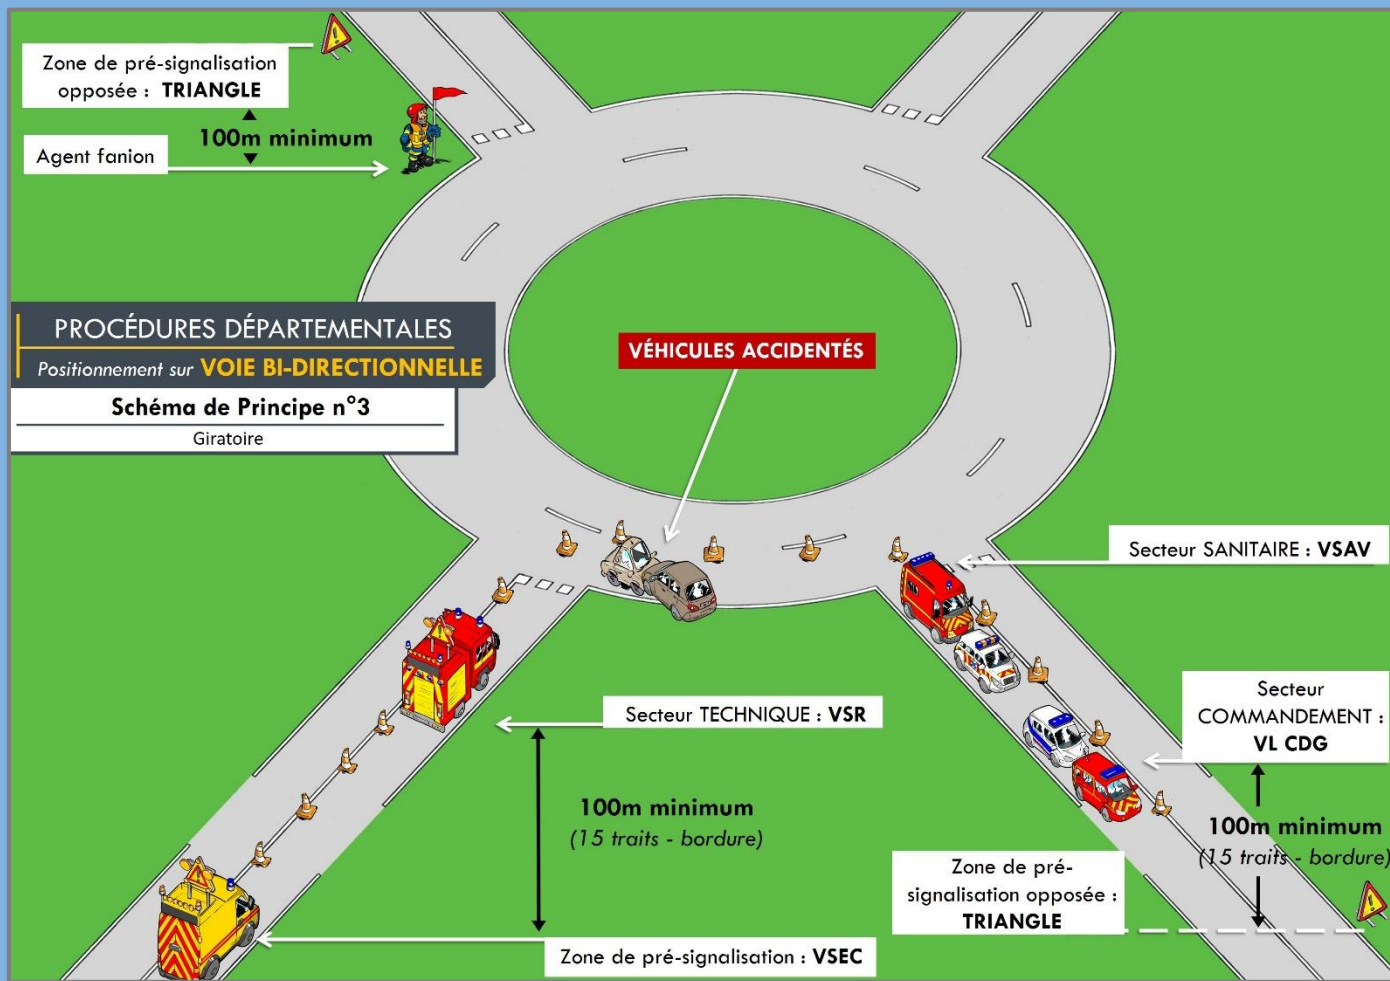 Zone de pré-signalisation
opposée : TRIANGLE
100m minimum
Agent fanion
PROCÉDURES DÉPARTEMENTALES
Positionnement sur VOIE BI-DIRECTIONNELLE
Schéma de Principe n°3
Giratoire
VÉHICULES ACCIDENTÉS
Secteur SANITAIRE : VSAV
Secteur TECHNIQUE : VSR
Secteur
COMMANDEMENT :
VL CDG
100m minimum
(15 traits - bordure)
100m minimum
(15 traits - bordure)
Zone de pré-
signalisation opposée :
TRIANGLE
Zone de pré-signalisation : VSEC